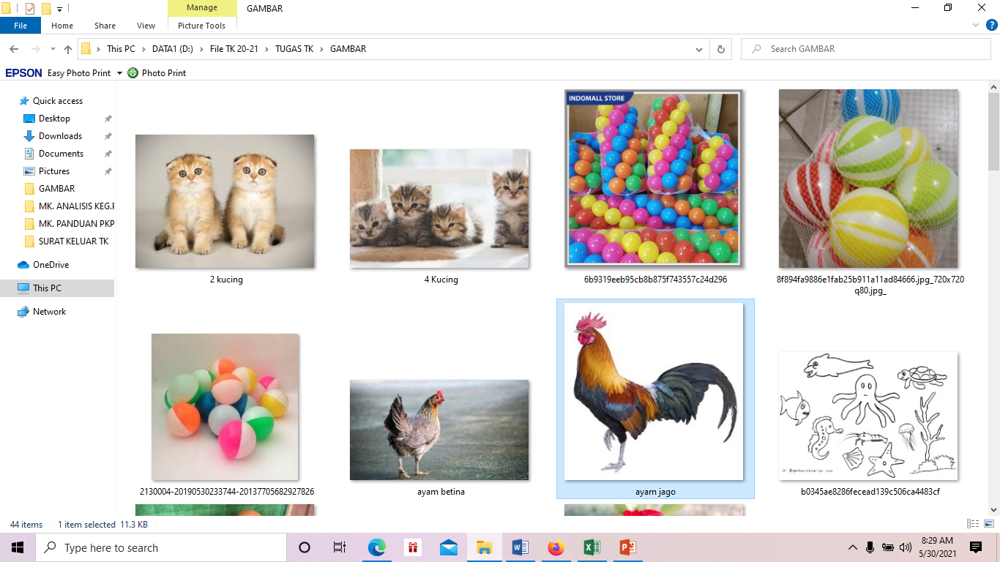 Manage
GAMBAR
File
Home
Share
View
Picture Tools
This PC
DATA1 (D:)
File TK 20-21
TUGAS TK
GAMBAR
Search GAMBAR
EPSON
Easy Photo Print
Photo Print
Quick access
Desktop
Downloads
Documents
Pictures
GAMBAR
MK. ANALISIS KEG.P
MK. PANDUAN PKP
SURAT KELUAR TK
OneDrive
This PC
Network
INDOMALL STORE
2 kucing
4 Kucing
6b9319eeb95cb8b875f743557c24d296
8f894fa9886e1fab25b911a11ad84666.jpg_720x720
q80.jpg_
2130004-20190530233744-20137705682927826
ayam betina
ayam jago
b0345ae8286fecead139c506ca4483cf
44 items
1 item selected
11.3 KB
Type here to search
8:29 AM
5/30/2021